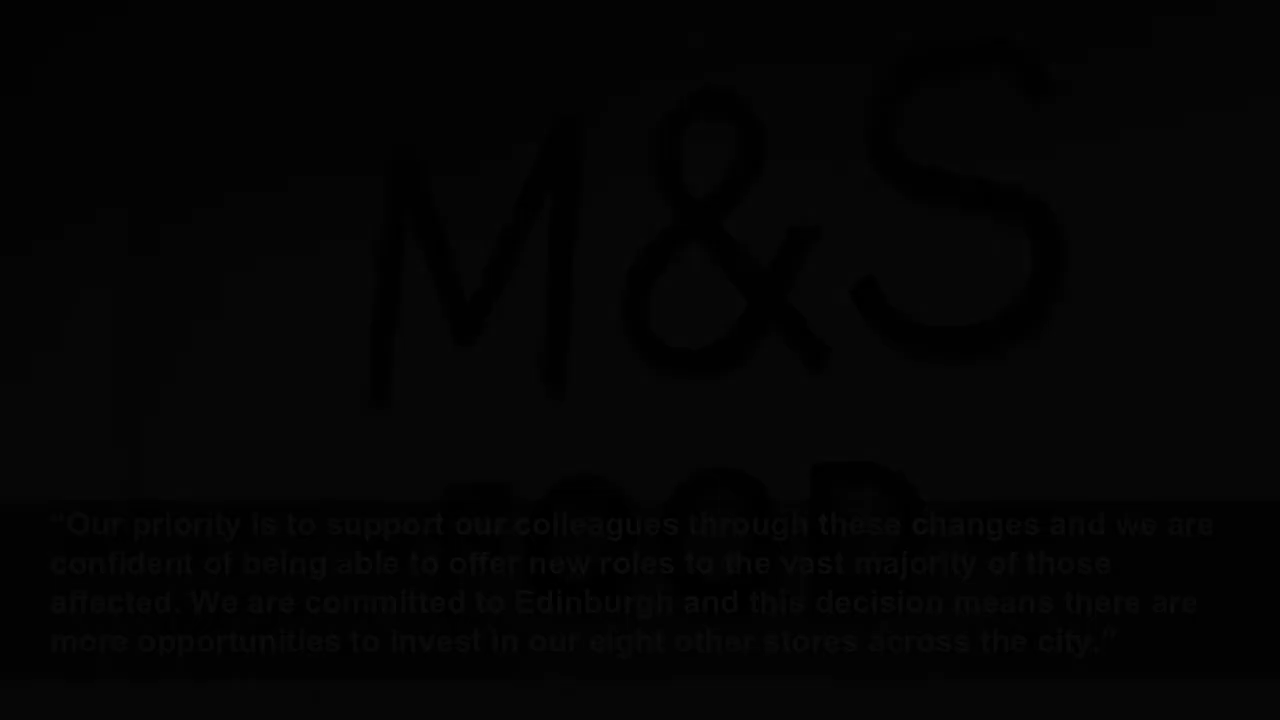 M&S
FOOD
“Our priority is to support our colleagues through these changes and we are
confident of being able to offer new roles to the vast majority of those
affected. We are committed to Edinburgh and this decision means there are
more opportunities to invest in our eight other stores across the city.”